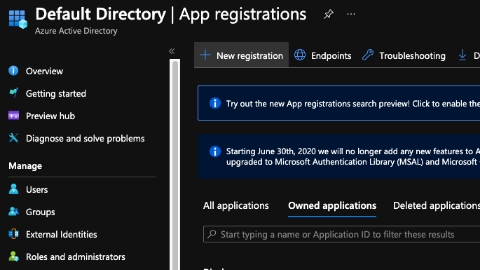 Default Directory | App registrations
Azure Active Directory
New registration
Endpoints
Troubleshooting
Overview
Getting started
Preview hub
Diagnose and solve problems
Manage
Users
Groups
External Identities
Roles and administrators
Try out the new App registrations search preview! Click to enable the
Starting June 30th, 2020 we will no longer add any new features to A
upgraded to Microsoft Authentication Library (MSAL) and Microsoft
All applications
Owned applications
Deleted applications
Start typing a name or Application ID to filter these results